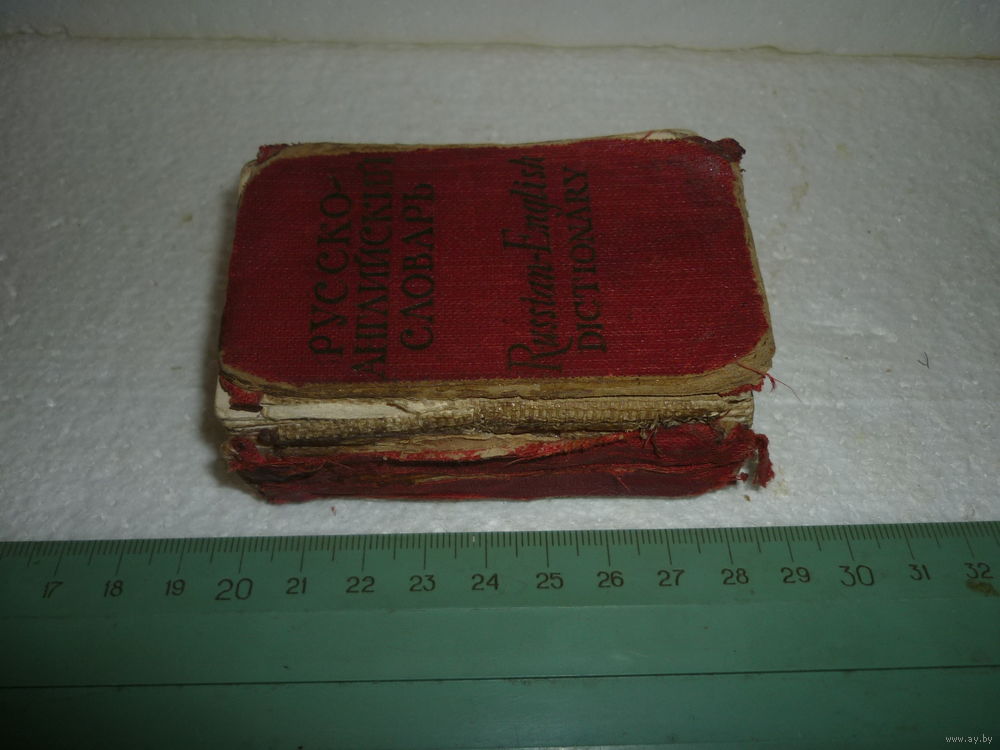 РУССКО-
АНГЛИЙСКИЙ
СЛОВАРЬ
Russian-English
DICTIONARY
17 18 19 20 21 22 23 24 25 26 27 28 29 30 31 32
www.ay.by